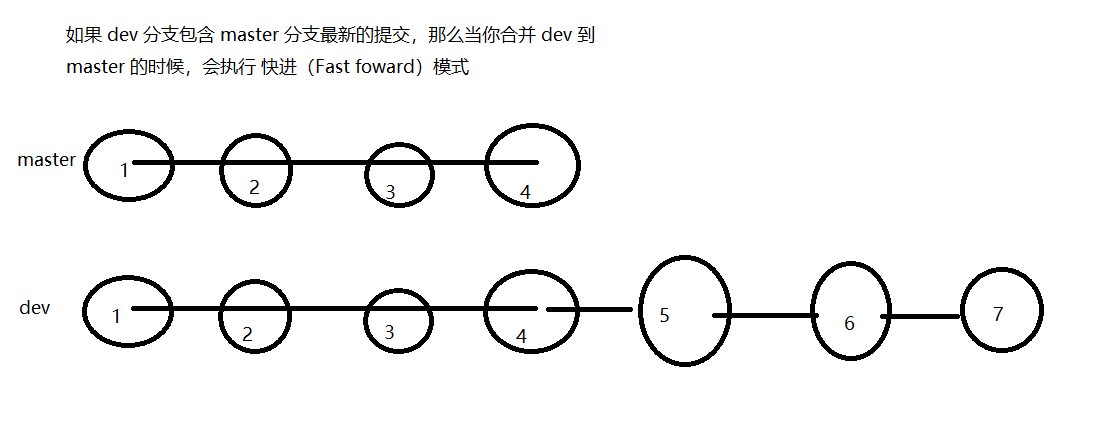 如果 dev 分支包含 master 分支最新的提交，那么当你合并 dev 到
master 的时候，会执行 快进（Fast foward）模式
master 1 2 3 4
dev 1 2 3 4 5 6 7